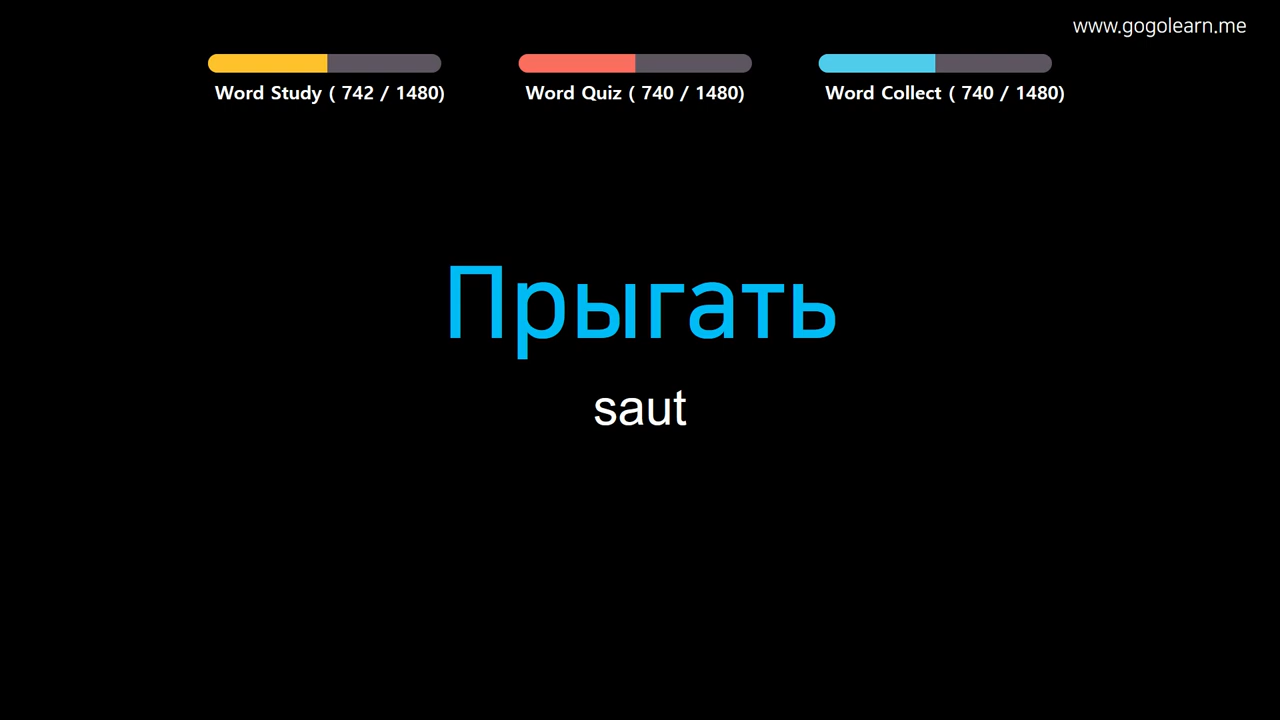 www.gogolearn.me
Word Study ( 742 / 1480)
Word Quiz ( 740 / 1480)
Word Collect ( 740 / 1480)
Прыгать
saut